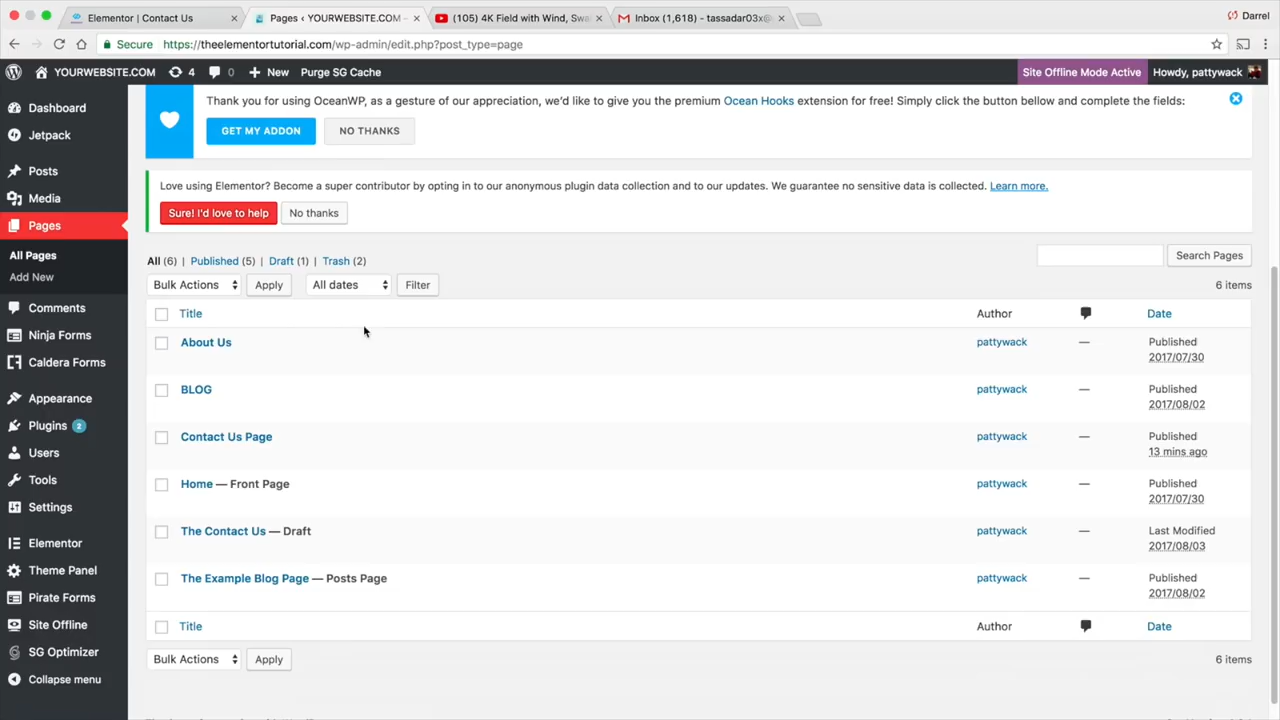 Elementor | Contact Us
Pages ‹ YOURWEBSITE.COM –
(105) 4K Field with Wind, Swa
Inbox (1,618) - tassadar03x@
Darrel
Secure
https://theelementortutorial.com/wp-admin/edit.php?post_type=page
YOURWEBSITE.COM
4
0
New
Purge SG Cache
Site Offline Mode Active
Howdy, pattywack
Dashboard
Jetpack
Posts
Media
Pages
All Pages
Add New
Comments
Ninja Forms
Caldera Forms
Appearance
Plugins 2
Users
Tools
Settings
Elementor
Theme Panel
Pirate Forms
Site Offline
SG Optimizer
Collapse menu
Thank you for using OceanWP, as a gesture of our appreciation, we'd like to give you the premium Ocean Hooks extension for free! Simply click the button bellow and complete the fields:
GET MY ADDON
NO THANKS
Love using Elementor? Become a super contributor by opting in to our anonymous plugin data collection and to our updates. We guarantee no sensitive data is collected. Learn more.
Sure! I'd love to help
No thanks
All (6) | Published (5) | Draft (1) | Trash (2)
Search Pages
Bulk Actions
Apply
All dates
Filter
6 items
Title
Author
Date
About Us
pattywack
—
Published
2017/07/30
BLOG
pattywack
—
Published
2017/08/02
Contact Us Page
pattywack
—
Published
13 mins ago
Home — Front Page
pattywack
—
Published
2017/07/30
The Contact Us — Draft
pattywack
—
Last Modified
2017/08/03
The Example Blog Page — Posts Page
pattywack
—
Published
2017/08/02
Title
Author
Date
Bulk Actions
Apply
6 items